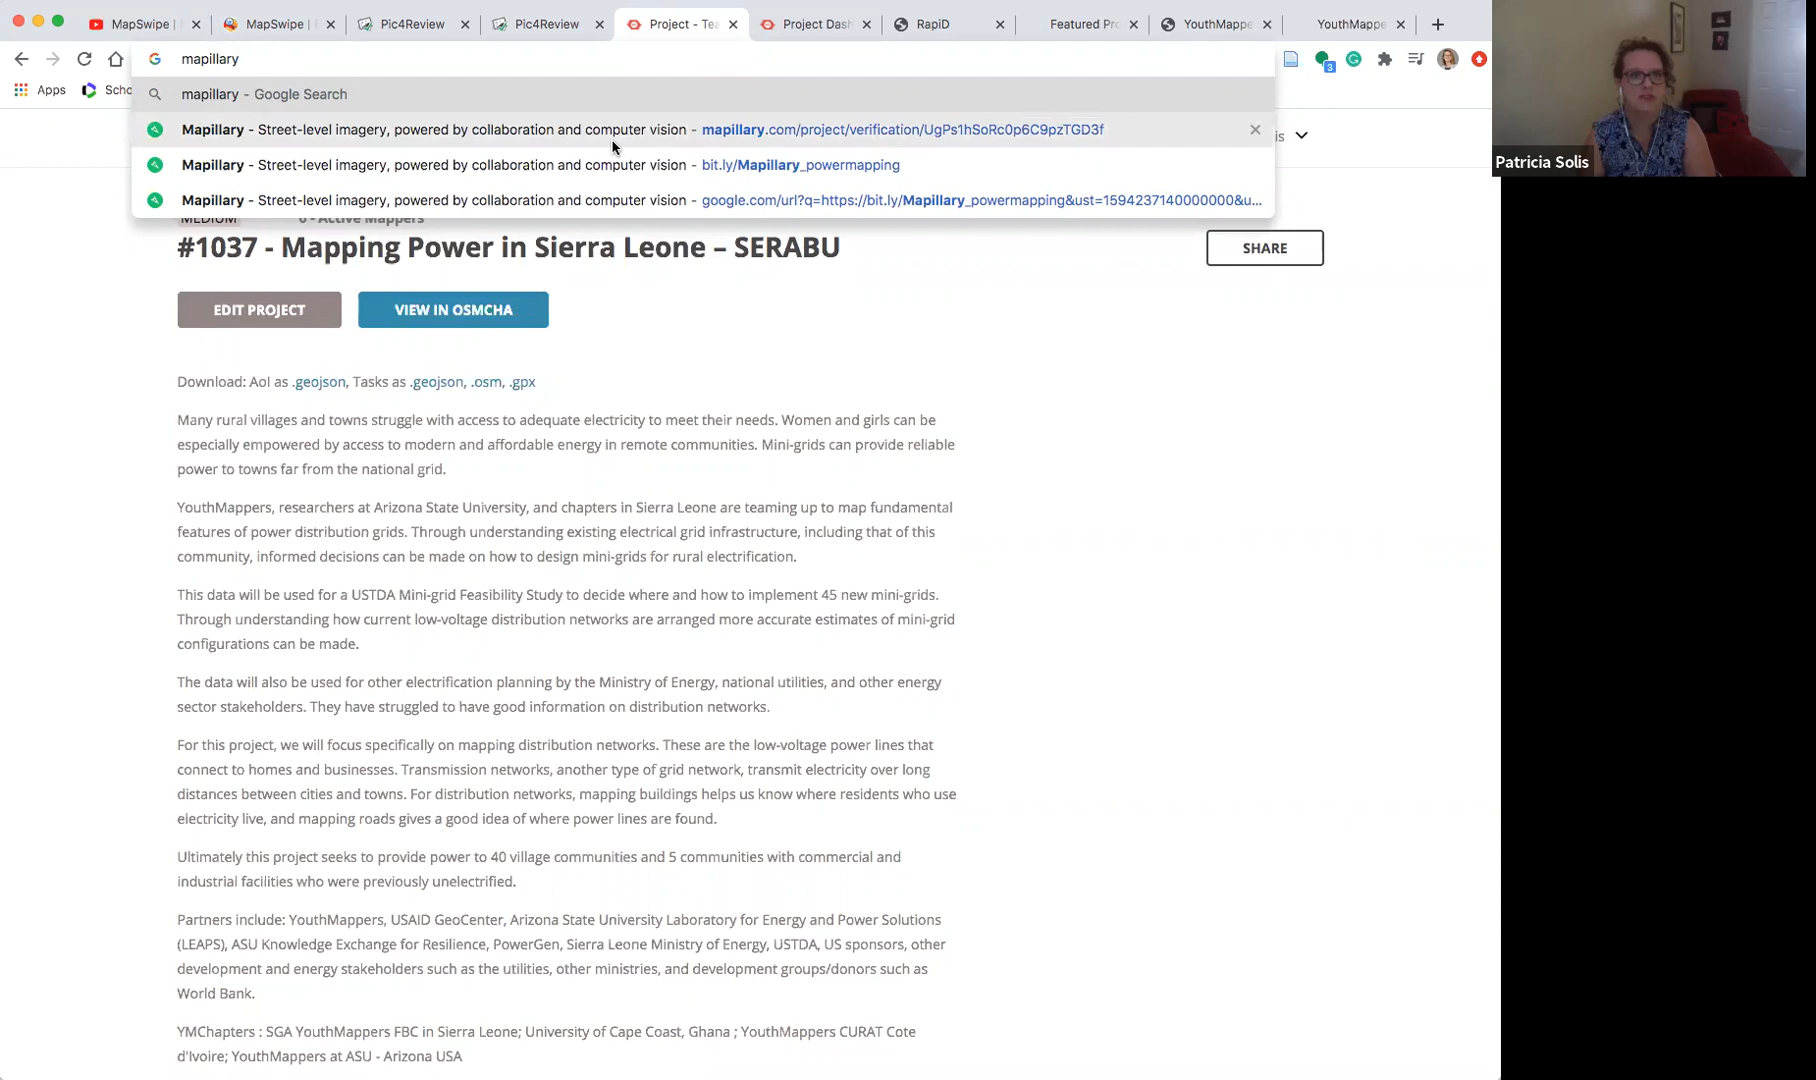 MapSwipe |
MapSwipe |
Pic4Review
Pic4Review
Project - Tea
Project Dash
RapiD
Featured Pro
YouthMappe
YouthMappe
mapillary
3
Apps
Scho
mapillary - Google Search
Mapillary - Street-level imagery, powered by collaboration and computer vision - mapillary.com/project/verification/UgPs1hSoRc0p6C9pzTGD3f
is
Mapillary - Street-level imagery, powered by collaboration and computer vision - bit.ly/Mapillary_powermapping
Mapillary - Street-level imagery, powered by collaboration and computer vision - google.com/url?q=https://bit.ly/Mapillary_powermapping&ust=1594237140000000&u...
Patricia Solis
MEDIUM 0 - Active Mappers
#1037 - Mapping Power in Sierra Leone – SERABU
SHARE
EDIT PROJECT
VIEW IN OSMCHA
Download: AoI as .geojson, Tasks as .geojson, .osm, .gpx
Many rural villages and towns struggle with access to adequate electricity to meet their needs. Women and girls can be
especially empowered by access to modern and affordable energy in remote communities. Mini-grids can provide reliable
power to towns far from the national grid.
YouthMappers, researchers at Arizona State University, and chapters in Sierra Leone are teaming up to map fundamental
features of power distribution grids. Through understanding existing electrical grid infrastructure, including that of this
community, informed decisions can be made on how to design mini-grids for rural electrification.
This data will be used for a USTDA Mini-grid Feasibility Study to decide where and how to implement 45 new mini-grids.
Through understanding how current low-voltage distribution networks are arranged more accurate estimates of mini-grid
configurations can be made.
The data will also be used for other electrification planning by the Ministry of Energy, national utilities, and other energy
sector stakeholders. They have struggled to have good information on distribution networks.
For this project, we will focus specifically on mapping distribution networks. These are the low-voltage power lines that
connect to homes and businesses. Transmission networks, another type of grid network, transmit electricity over long
distances between cities and towns. For distribution networks, mapping buildings helps us know where residents who use
electricity live, and mapping roads gives a good idea of where power lines are found.
Ultimately this project seeks to provide power to 40 village communities and 5 communities with commercial and
industrial facilities who were previously unelectrified.
Partners include: YouthMappers, USAID GeoCenter, Arizona State University Laboratory for Energy and Power Solutions
(LEAPS), ASU Knowledge Exchange for Resilience, PowerGen, Sierra Leone Ministry of Energy, USTDA, US sponsors, other
development and energy stakeholders such as the utilities, other ministries, and development groups/donors such as
World Bank.
YMChapters : SGA YouthMappers FBC in Sierra Leone; University of Cape Coast, Ghana ; YouthMappers CURAT Cote
d'Ivoire; YouthMappers at ASU - Arizona USA